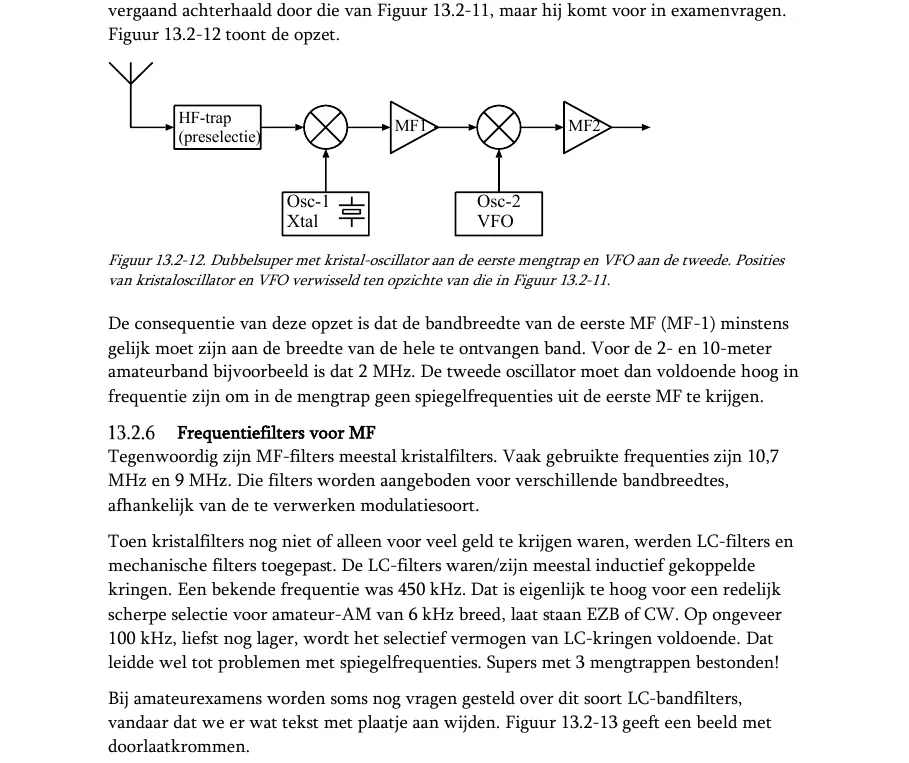 vergaand achterhaald door die van Figuur 13.2-11, maar hij komt voor in examenvragen.
Figuur 13.2-12 toont de opzet.
HF-trap
(preselectie)
MF1
MF2
Osc-1
Xtal
Osc-2
VFO
Figuur 13.2-12. Dubbelsuper met kristal-oscillator aan de eerste mengtrap en VFO aan de tweede. Posities
van kristaloscillator en VFO verwisseld ten opzichte van die in Figuur 13.2-11.
De consequentie van deze opzet is dat de bandbreedte van de eerste MF (MF-1) minstens
gelijk moet zijn aan de breedte van de hele te ontvangen band. Voor de 2- en 10-meter
amateurband bijvoorbeeld is dat 2 MHz. De tweede oscillator moet dan voldoende hoog in
frequentie zijn om in de mengtrap geen spiegelfrequenties uit de eerste MF te krijgen.
13.2.6 Frequentiefilters voor MF
Tegenwoordig zijn MF-filters meestal kristalfilters. Vaak gebruikte frequenties zijn 10,7
MHz en 9 MHz. Die filters worden aangeboden voor verschillende bandbreedtes,
afhankelijk van de te verwerken modulatiesoort.
Toen kristalfilters nog niet of alleen voor veel geld te krijgen waren, werden LC-filters en
mechanische filters toegepast. De LC-filters waren/zijn meestal inductief gekoppelde
kringen. Een bekende frequentie was 450 kHz. Dat is eigenlijk te hoog voor een redelijk
scherpe selectie voor amateur-AM van 6 kHz breed, laat staan EZB of CW. Op ongeveer
100 kHz, liefst nog lager, wordt het selectief vermogen van LC-kringen voldoende. Dat
leidde wel tot problemen met spiegelfrequenties. Supers met 3 mengtrappen bestonden!
Bij amateurexamens worden soms nog vragen gesteld over dit soort LC-bandfilters,
vandaar dat we er wat tekst met plaatje aan wijden. Figuur 13.2-13 geeft een beeld met
doorlaatkrommen.